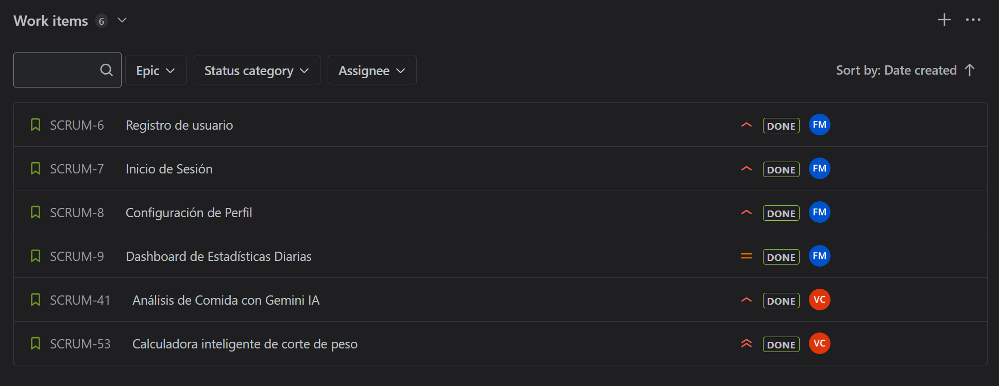 Work items 6
Epic Status category Assignee Sort by: Date created
SCRUM-6 Registro de usuario DONE FM
SCRUM-7 Inicio de Sesión DONE FM
SCRUM-8 Configuración de Perfil DONE FM
SCRUM-9 Dashboard de Estadísticas Diarias DONE FM
SCRUM-41 Análisis de Comida con Gemini IA DONE VC
SCRUM-53 Calculadora inteligente de corte de peso DONE VC